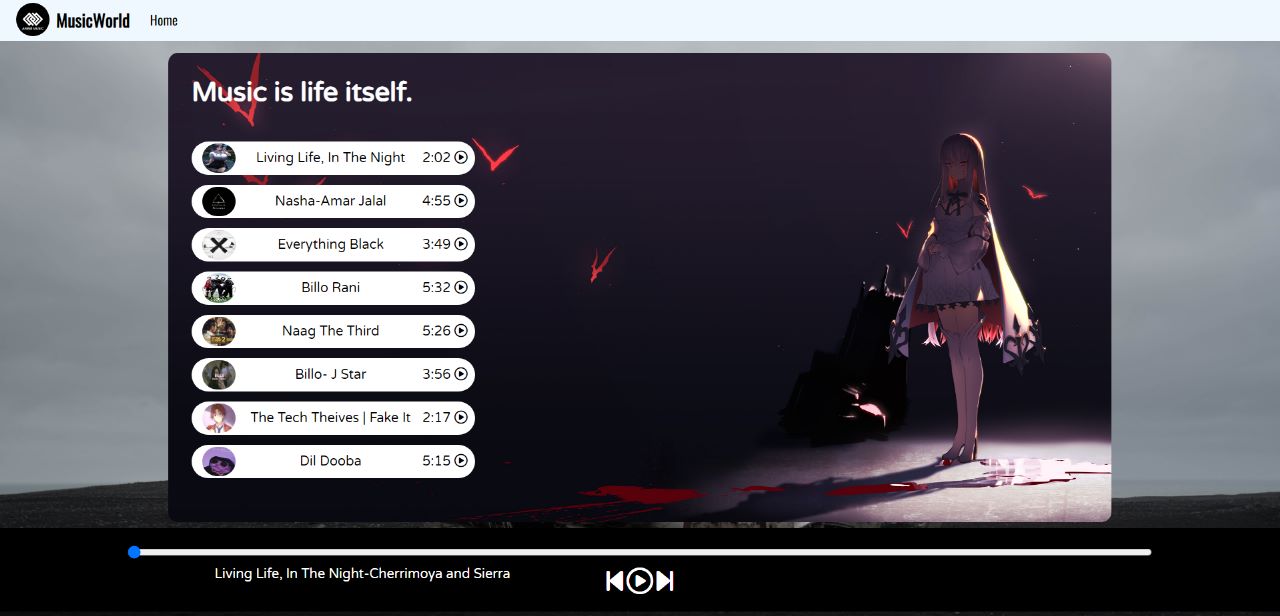 MusicWorld Home
Music is life itself.
Living Life, In The Night 2:02
Nasha-Amar Jalal 4:55
Everything Black 3:49
Billo Rani 5:32
Naag The Third 5:26
Billo- J Star 3:56
The Tech Theives | Fake It 2:17
Dil Dooba 5:15
Living Life, In The Night-Cherrimoya and Sierra